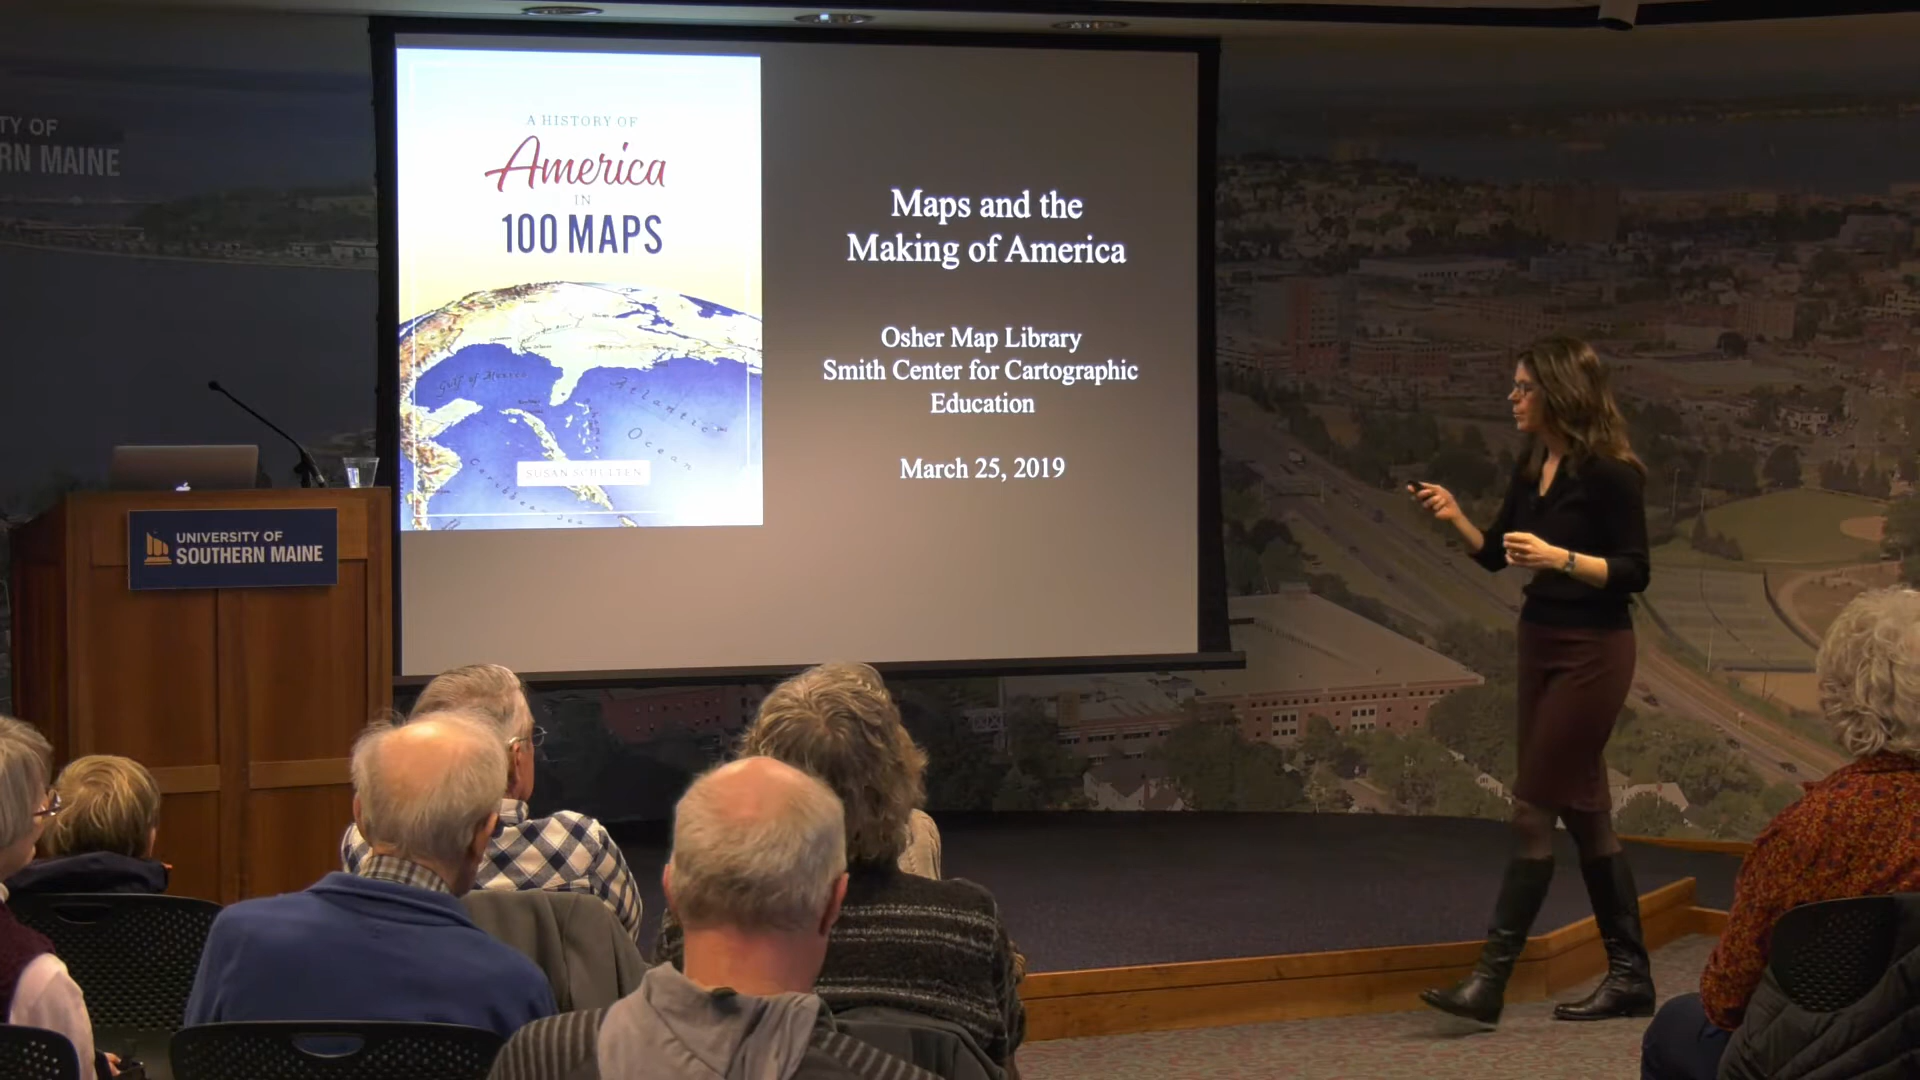 TY OF
RN MAINE
A HISTORY OF
America
IN
100 MAPS
Gulf of Mexico
Atlantic
Ocean
Caribbean Sea
SUSAN SCHULTEN
Maps and the
Making of America
Osher Map Library
Smith Center for Cartographic
Education
March 25, 2019
UNIVERSITY OF
SOUTHERN MAINE